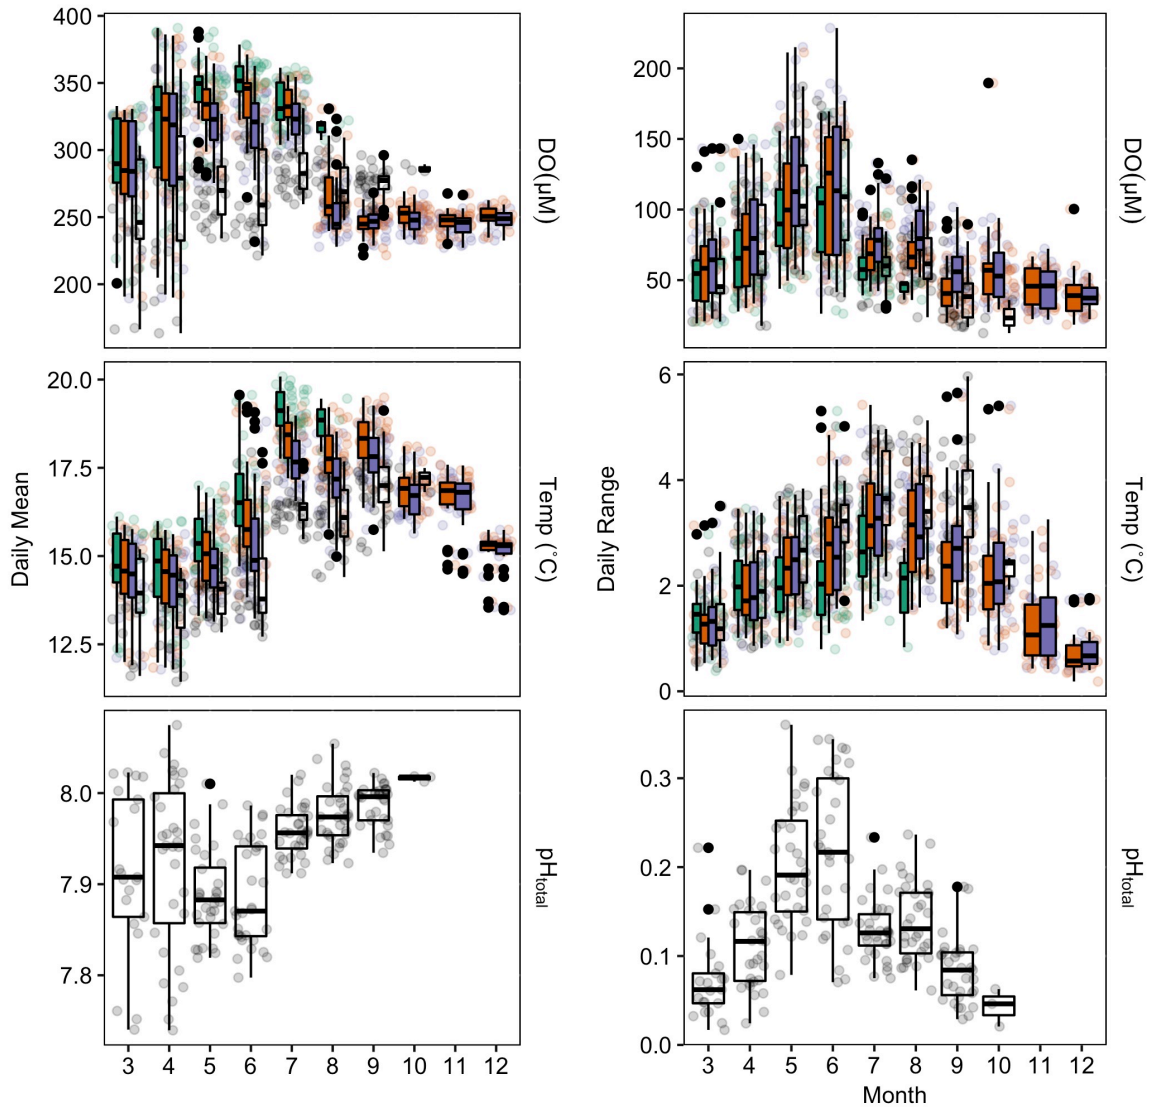 400
350
300
250
200
DO(μM)
200
150
100
50
DO(μM)
Daily Mean
20.0
17.5
15.0
12.5
Temp (°C)
Daily Range
6
4
2
0
Temp (°C)
8.0
7.9
7.8
pHtotal
0.3
0.2
0.1
0.0
pHtotal
3 4 5 6 7 8 9 10 11 12
3 4 5 6 7 8 9 10 11 12
Month